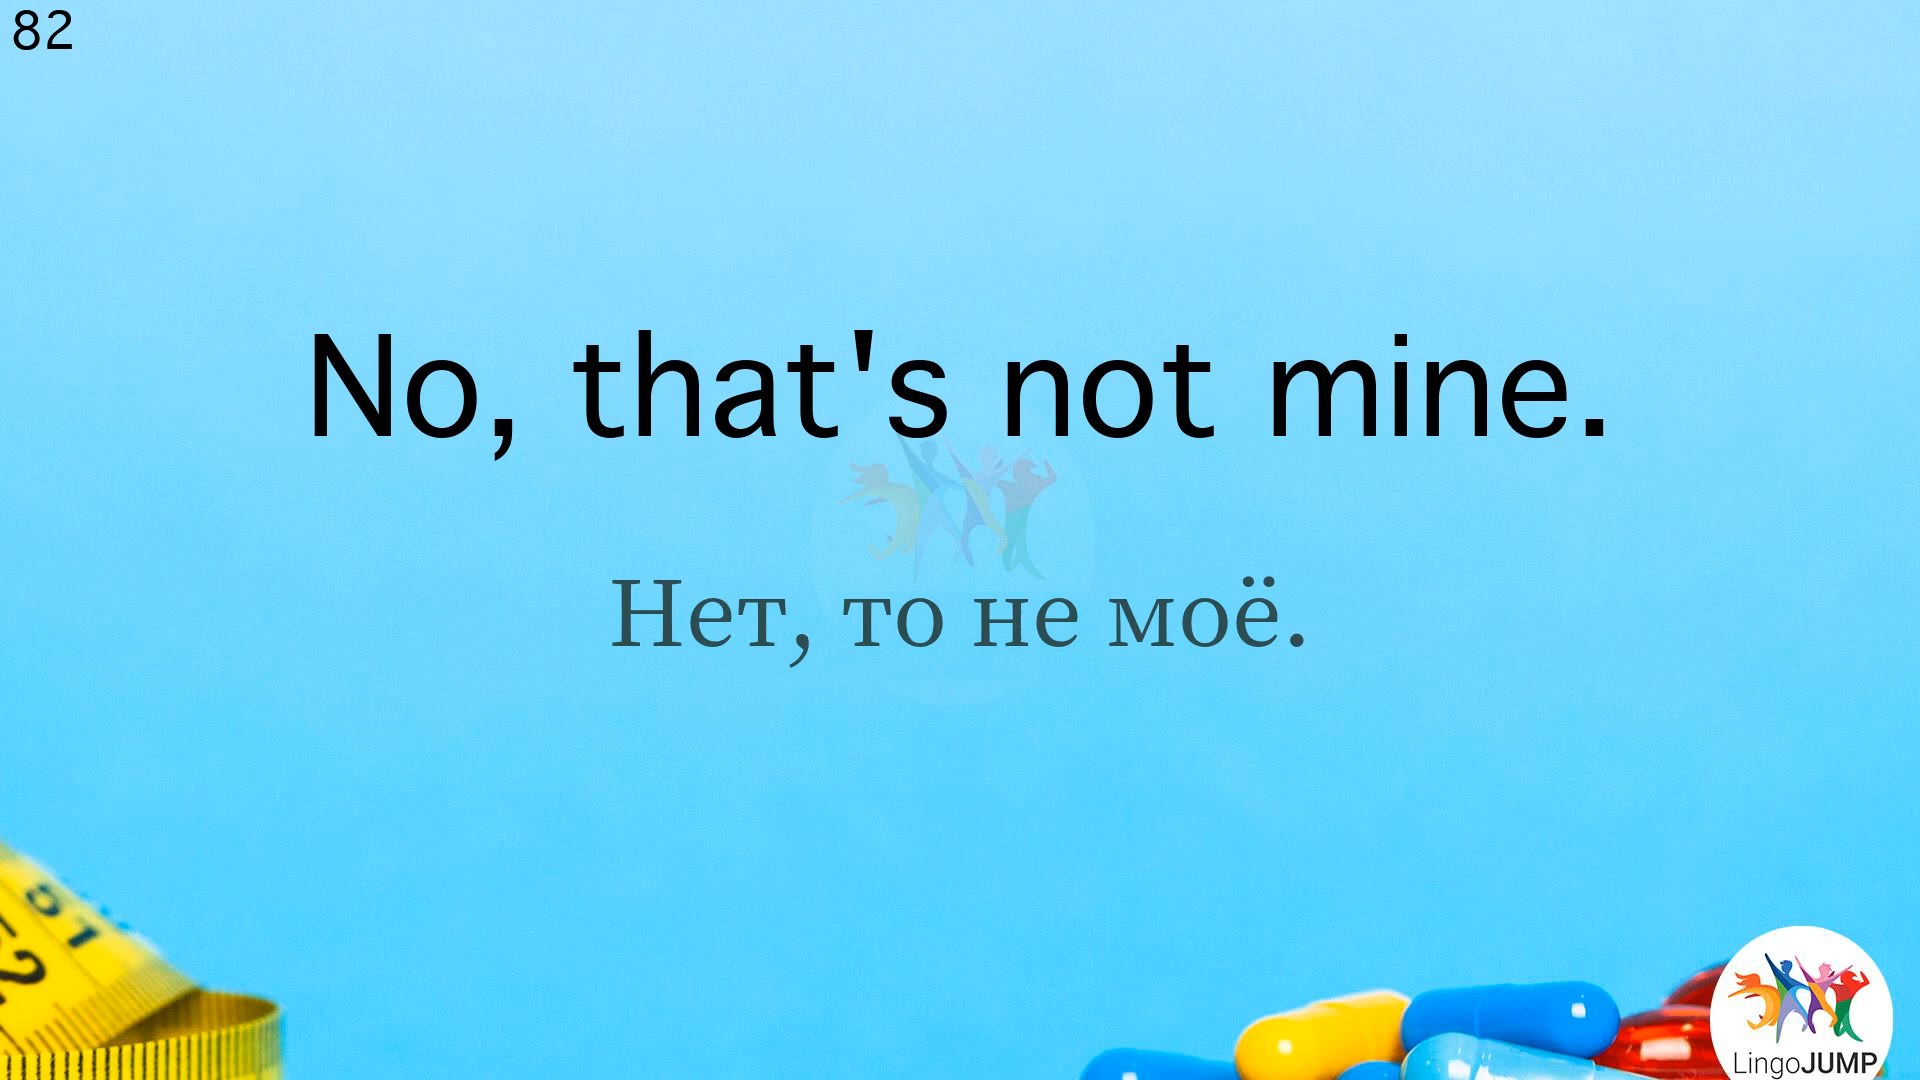 82
No, that's not mine.
Нет, то не моё.
LingoJUMP